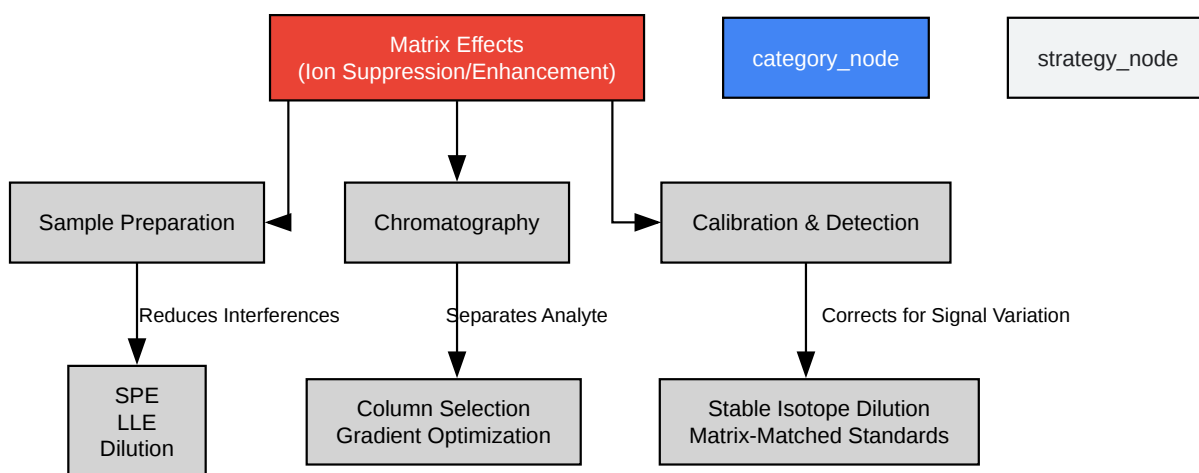 Matrix Effects
(Ion Suppression/Enhancement)
category_node
strategy_node
Sample Preparation
Chromatography
Calibration & Detection
Reduces Interferences
Separates Analyte
Corrects for Signal Variation
SPE
LLE
Dilution
Column Selection
Gradient Optimization
Stable Isotope Dilution
Matrix-Matched Standards